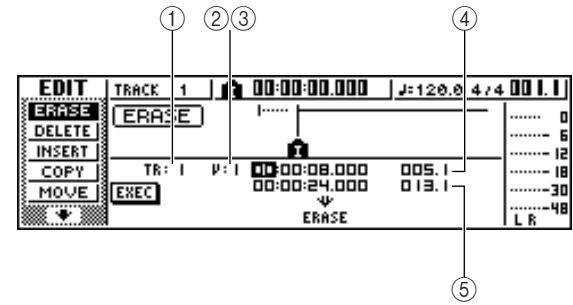 ① ② ③ ④
EDIT TRACK 1 00:00:00.000 ♩=120.0 4/4 001.1
ERASE
DELETE
INSERT
COPY
MOVE
ERASE
TR: 1 V: 1 00:00:08.000 005.1
EXEC 00:00:24.000 013.1
ERASE
0
6
12
18
30
48
L R
⑤